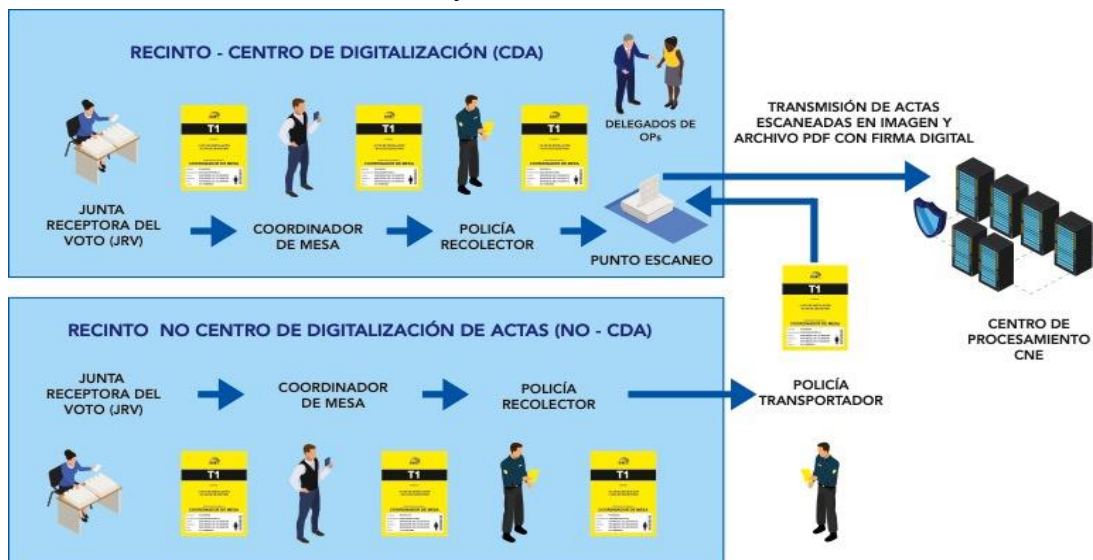 RECINTO - CENTRO DE DIGITALIZACIÓN (CDA)
T1
COORDINADOR DE MESA
T1
COORDINADOR DE MESA
T1
COORDINADOR DE MESA
DELEGADOS DE
OPs
JUNTA
RECEPTORA DEL
VOTO (JRV)
COORDINADOR
DE MESA
POLICÍA
RECOLECTOR
PUNTO ESCANEO
TRANSMISIÓN DE ACTAS
ESCANEADAS EN IMAGEN Y
ARCHIVO PDF CON FIRMA DIGITAL
T1
COORDINADOR DE MESA
CENTRO DE
PROCESAMIENTO
CNE
RECINTO NO CENTRO DE DIGITALIZACIÓN DE ACTAS (NO - CDA)
JUNTA
RECEPTORA DEL
VOTO (JRV)
COORDINADOR
DE MESA
POLICÍA
RECOLECTOR
POLICÍA
TRANSPORTADOR
T1
COORDINADOR DE MESA
T1
COORDINADOR DE MESA
T1
COORDINADOR DE MESA